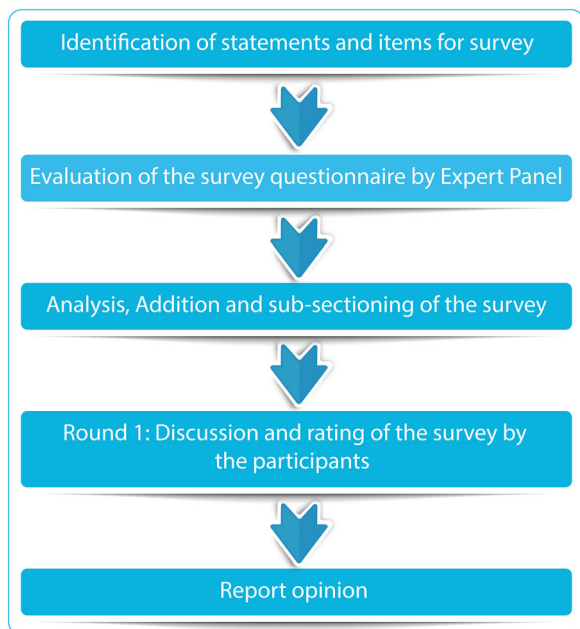 Identification of statements and items for survey
Evaluation of the survey questionnaire by Expert Panel
Analysis, Addition and sub-sectioning of the survey
Round 1: Discussion and rating of the survey by
the participants
Report opinion